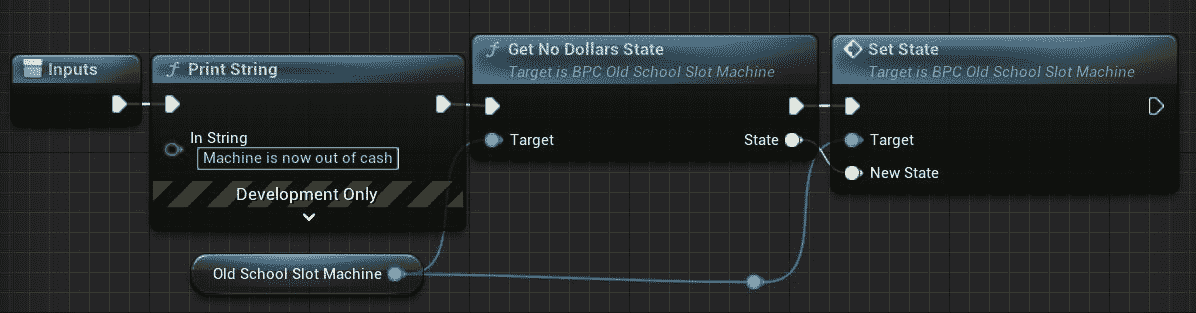 Inputs
Print String
In String
Machine is now out of cash
Development Only
Old School Slot Machine
Get No Dollars State
Target is BPC Old School Slot Machine
Target
State
Set State
Target is BPC Old School Slot Machine
Target
New State